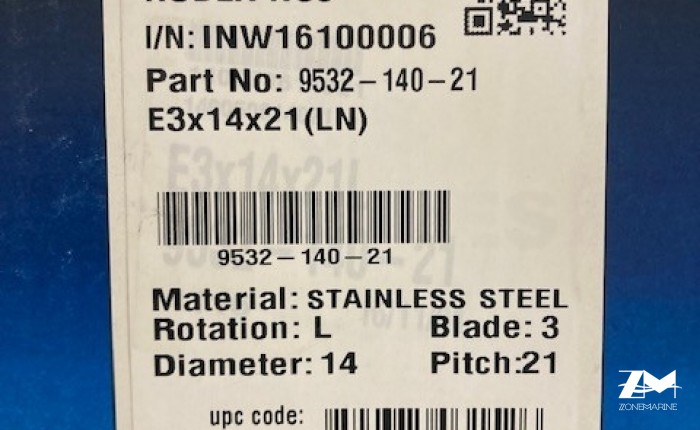 I/N: INW16100006
Part No: 9532-140-21
E3x14x21(LN)
9532-140-21
Material: STAINLESS STEEL
Rotation: L Blade: 3
Diameter: 14 Pitch:21
upc code:
ZM
ZONEMARINE